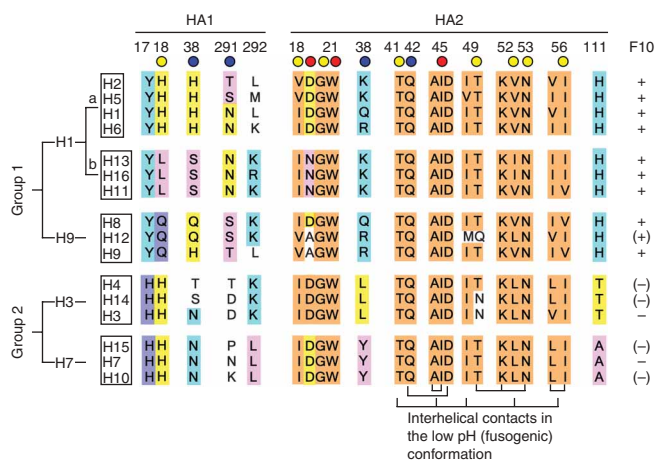 HA1 HA2
17 18 38 291 292 18 21 38 41 42 45 49 52 53 56 111 F10
Group 1
H1
a
H2 Y H H T L V D G W K T Q A I D I T K V N V I H +
H5 Y H H S M V D G W K T Q A I D V T K V N I I H +
H1 Y H H N L I D G W Q T Q A I D I T K V N V I H +
H6 Y H H N K I D G W R T Q A I D I T K V N I I H +
b
H13 Y L S N K I N G W K T Q A I D I T K V N I I H +
H16 Y L S N R I N G W K T Q A I D I T K V N I I H +
H11 Y L S N K I N G W K T Q A I D I T K V N I V H +
H9
H8 Y Q Q S K I D G W Q T Q A I D I T K V N I V H +
H12 Y Q Q S K V A G W R T Q A I D M Q K L N V I H (+)
H9 Y Q H T L V A G W R T Q A I D I T K V N I V H +
Group 2
H3
H4 H H T T K I D G W L T Q A I D I T K L N L I T (–)
H14 H H S D K I D G W L T Q A I D I N K L N L I T (–)
H3 H H N D K I D G W L T Q A I D I N K L N V I T –
H7
H15 H H N P L I D G W Y T Q A I D I T K L N L I A (–)
H7 H H N N L I D G W Y T Q A I D I T K L N L I A –
H10 H H N K L I D G W Y T Q A I D I T K L N L I A (–)
Interhelical contacts in
the low pH (fusogenic)
conformation